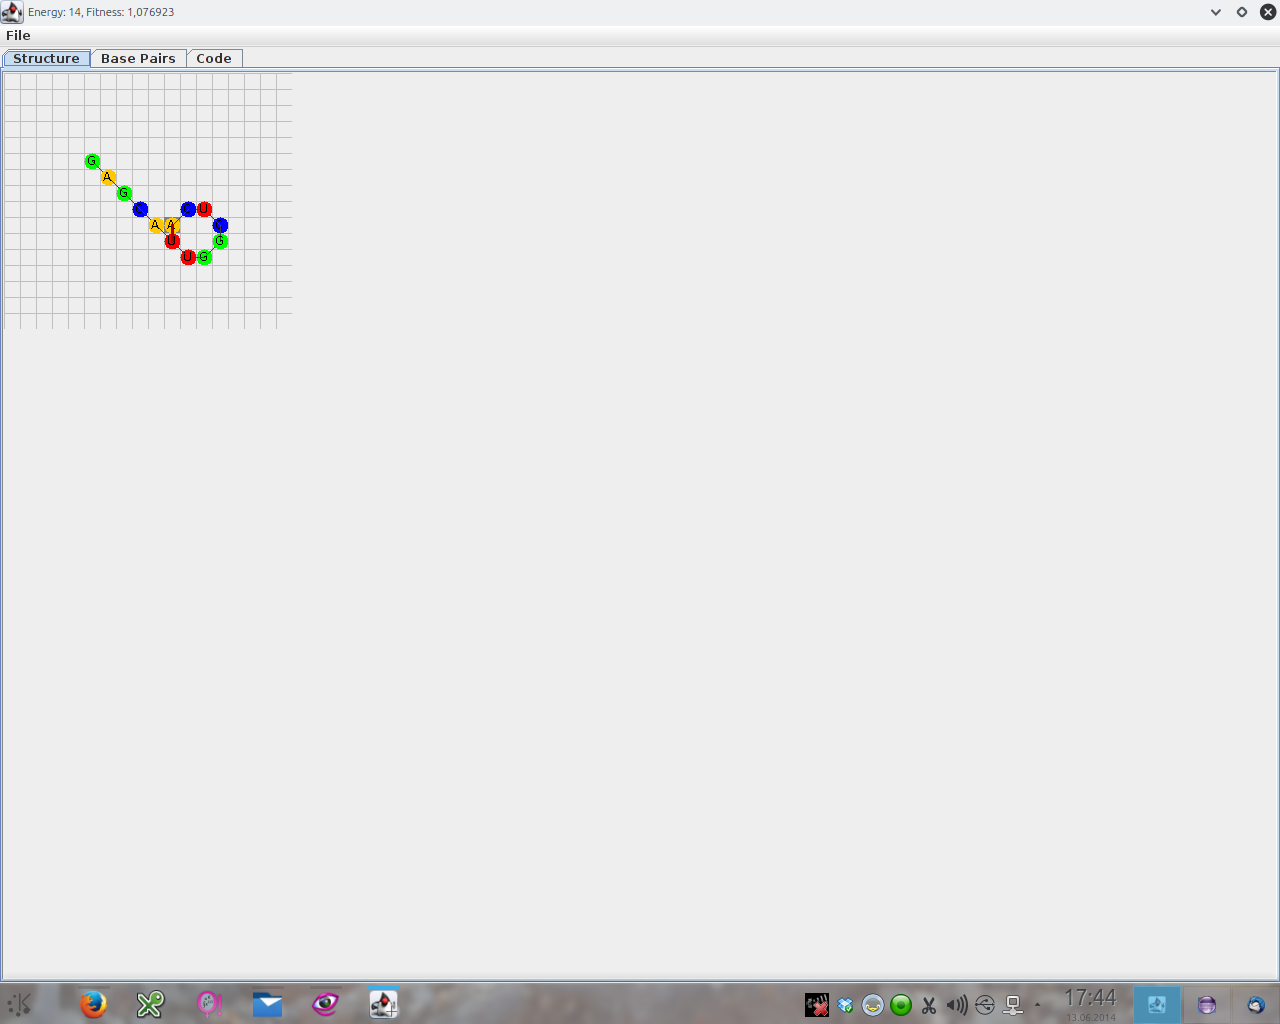 Energy: 14, Fitness: 1,076923
File
Structure Base Pairs Code
G
A
G
C C U
A A
U G
U G
17:44
13.06.2014